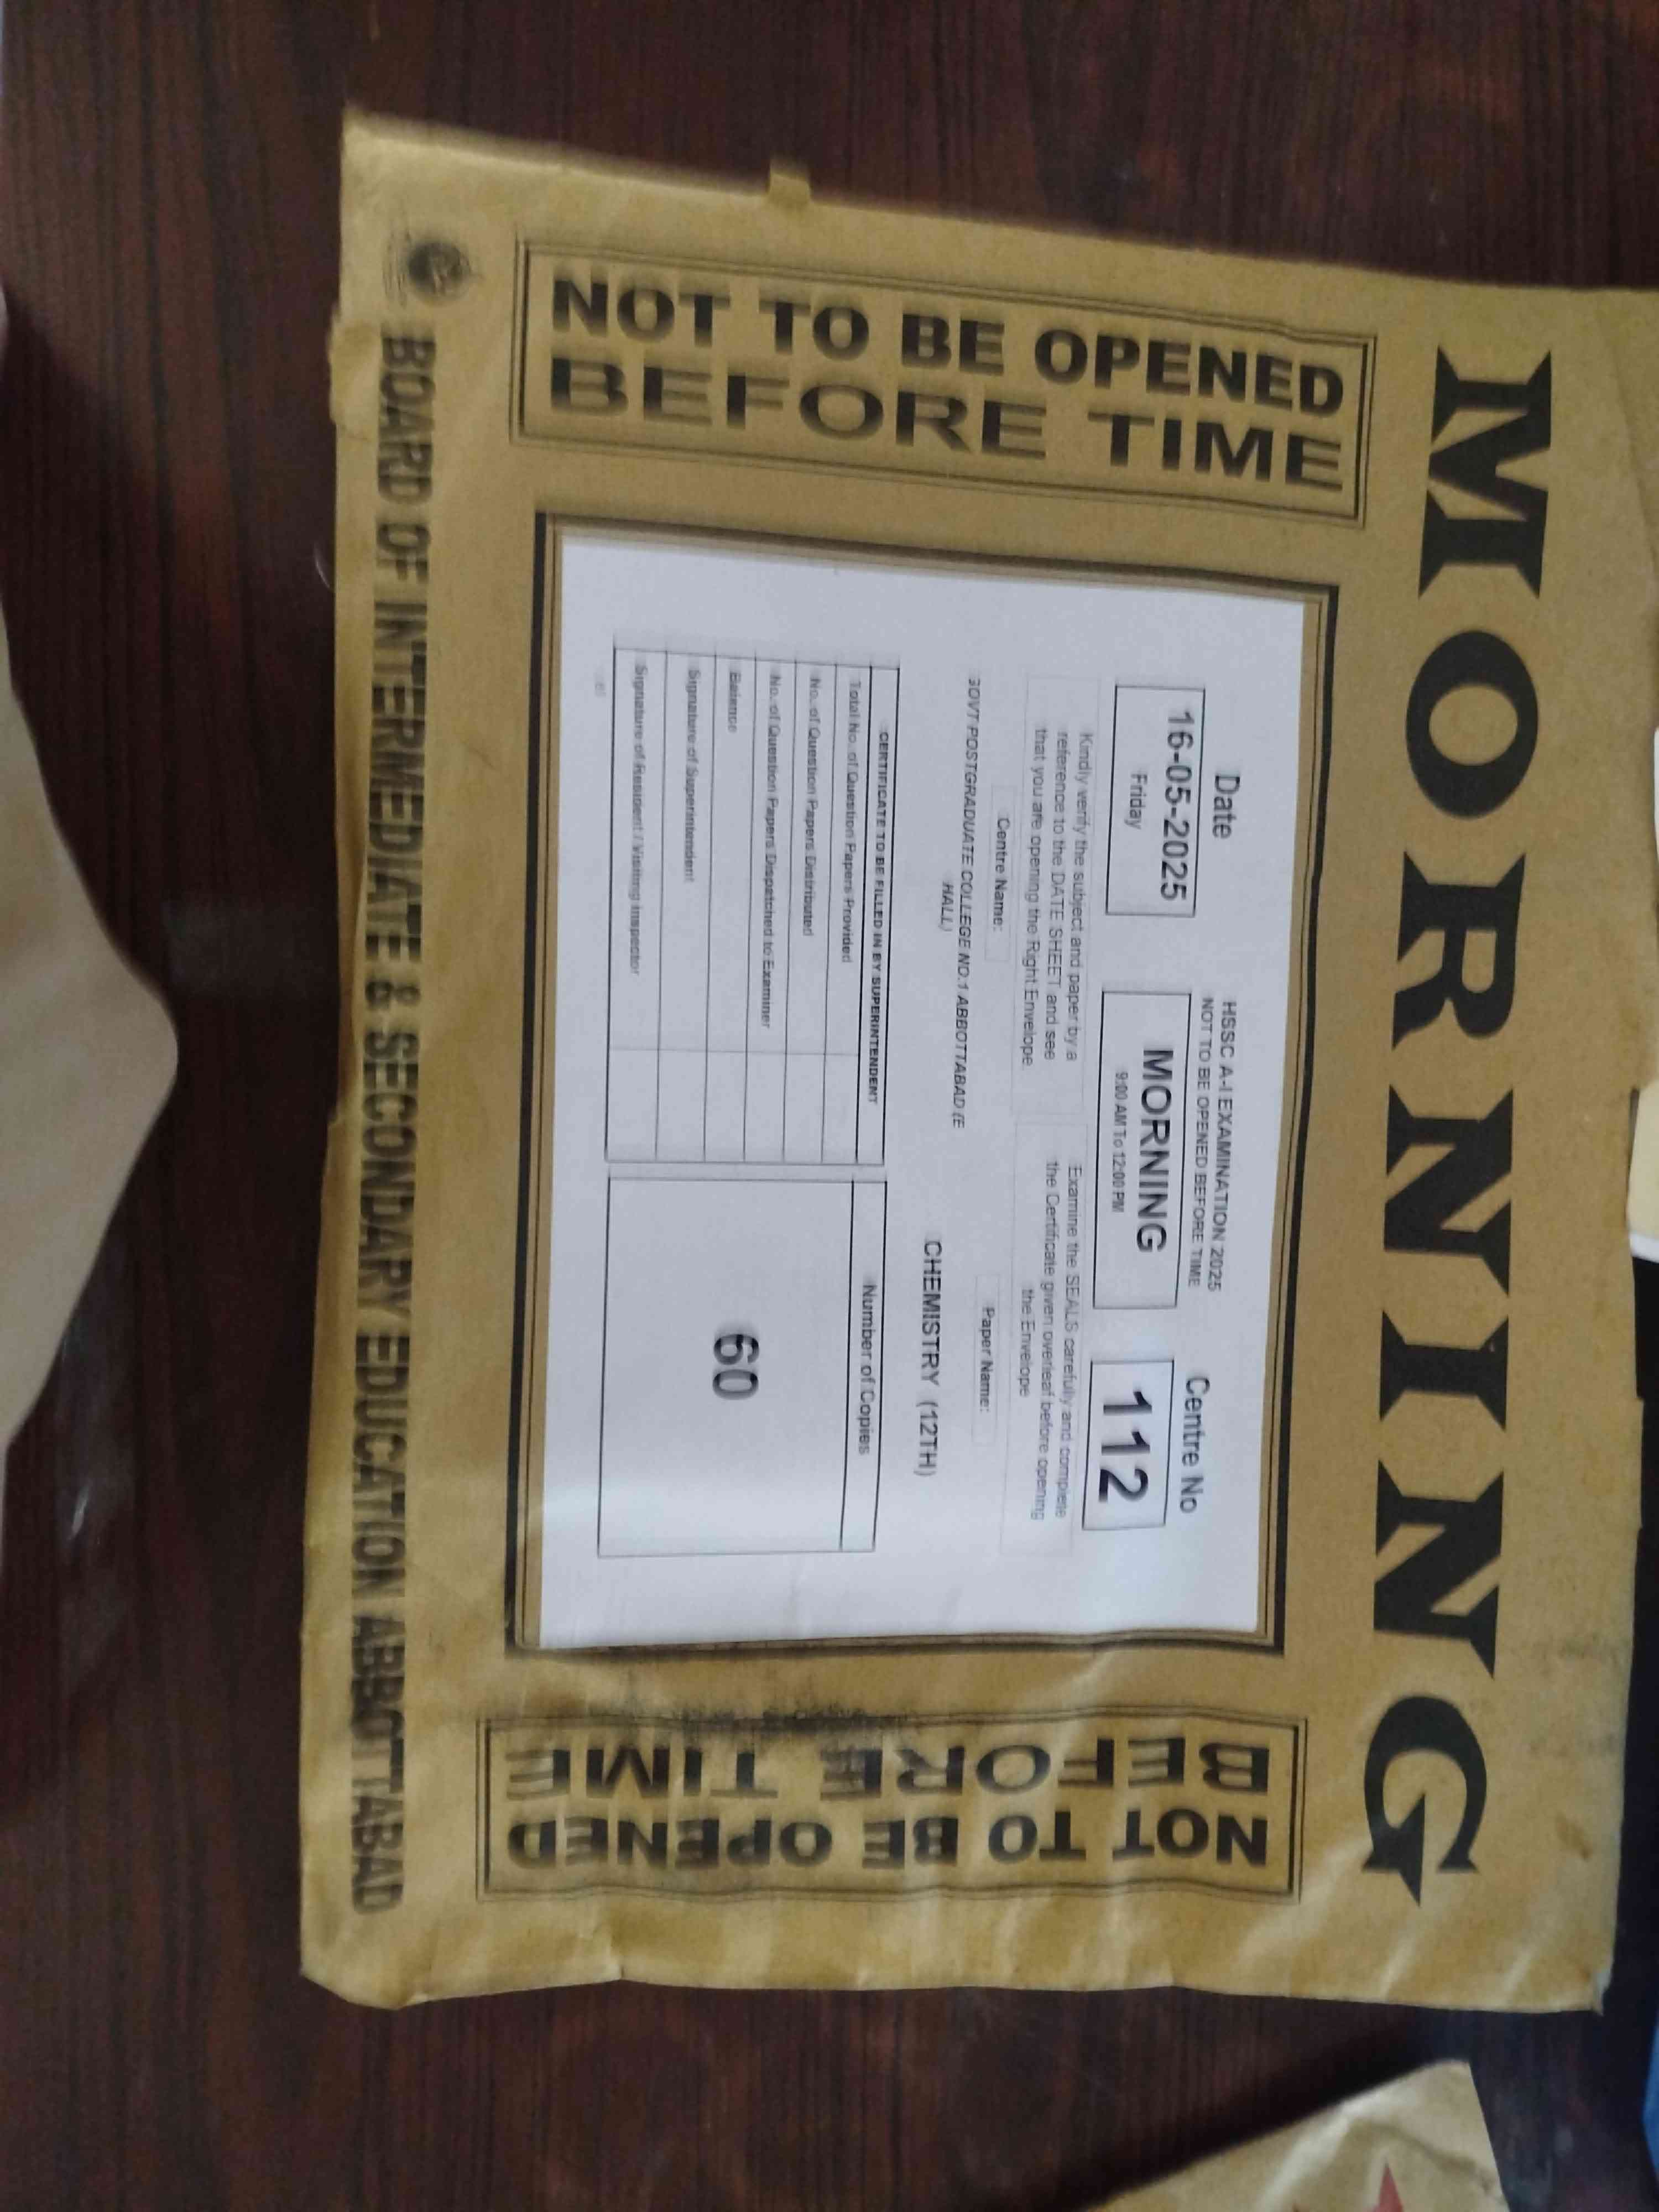 MORNING
NOT TO BE OPENED
BEFORE TIME
Date
16-05-2025
Friday
HSSC A-I EXAMINATION 2025
NOT TO BE OPENED BEFORE TIME
MORNING
9:00 AM To 12:00 PM
Centre No
112
Kindly verify the subject and paper by a
reference to the DATE SHEET and see
that you are opening the Right Envelope
Examine the SEALS carefully and complete
the Certificate given overleaf before opening
the Envelope
Centre Name:
GOVT POSTGRADUATE COLLEGE NO.1 ABBOTTABAD (E
HALL)
Paper Name:
CHEMISTRY (12TH)
CERTIFICATE TO BE FILLED IN BY SUPERINTENDENT
Total No. of Question Papers Provided
No. of Question Papers Distributed
No. of Question Papers Dispatched to Examiner
Balance
Signature of Superintendent
Signature of Resident / Visiting Inspector
Number of Copies
60
NOT TO BE OPENED
BEFORE TIME
BOARD OF INTERMEDIATE & SECONDARY EDUCATION ABBOTTABAD